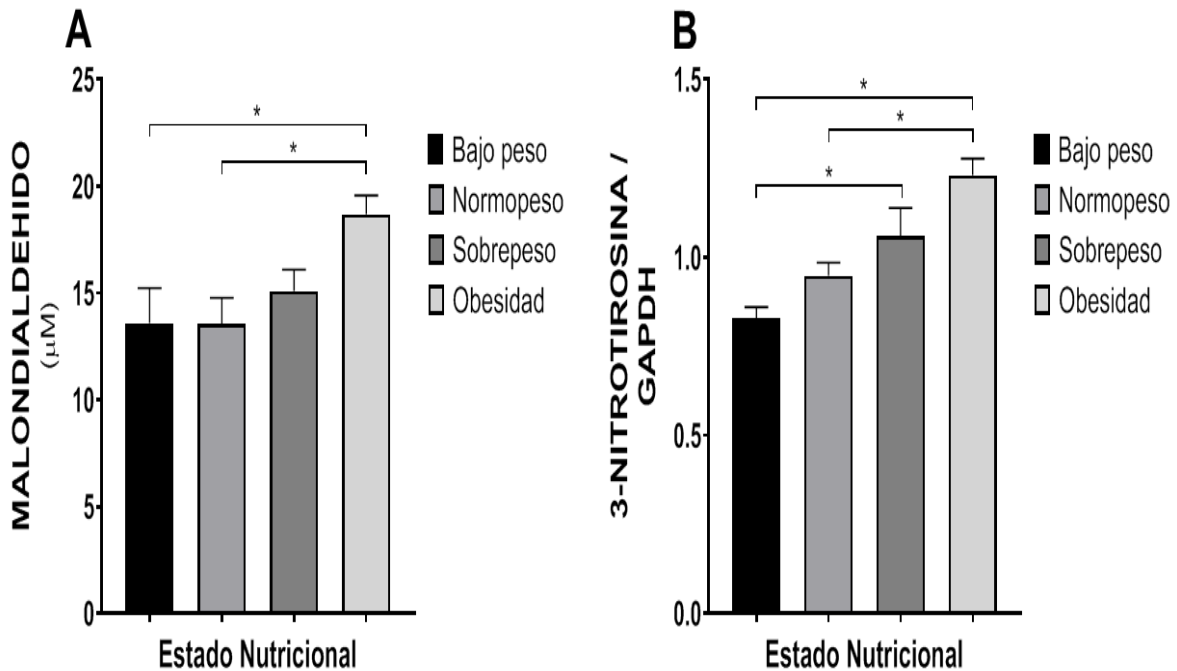 A
MALONDIALDEHIDO
(µM)
25
20
15
10
5
0
*
*
Bajo peso
Normopeso
Sobrepeso
Obesidad
Estado Nutricional
B
3-NITROTIROSINA /
GAPDH
1.5
1.0
0.5
0.0
*
*
*
Bajo peso
Normopeso
Sobrepeso
Obesidad
Estado Nutricional